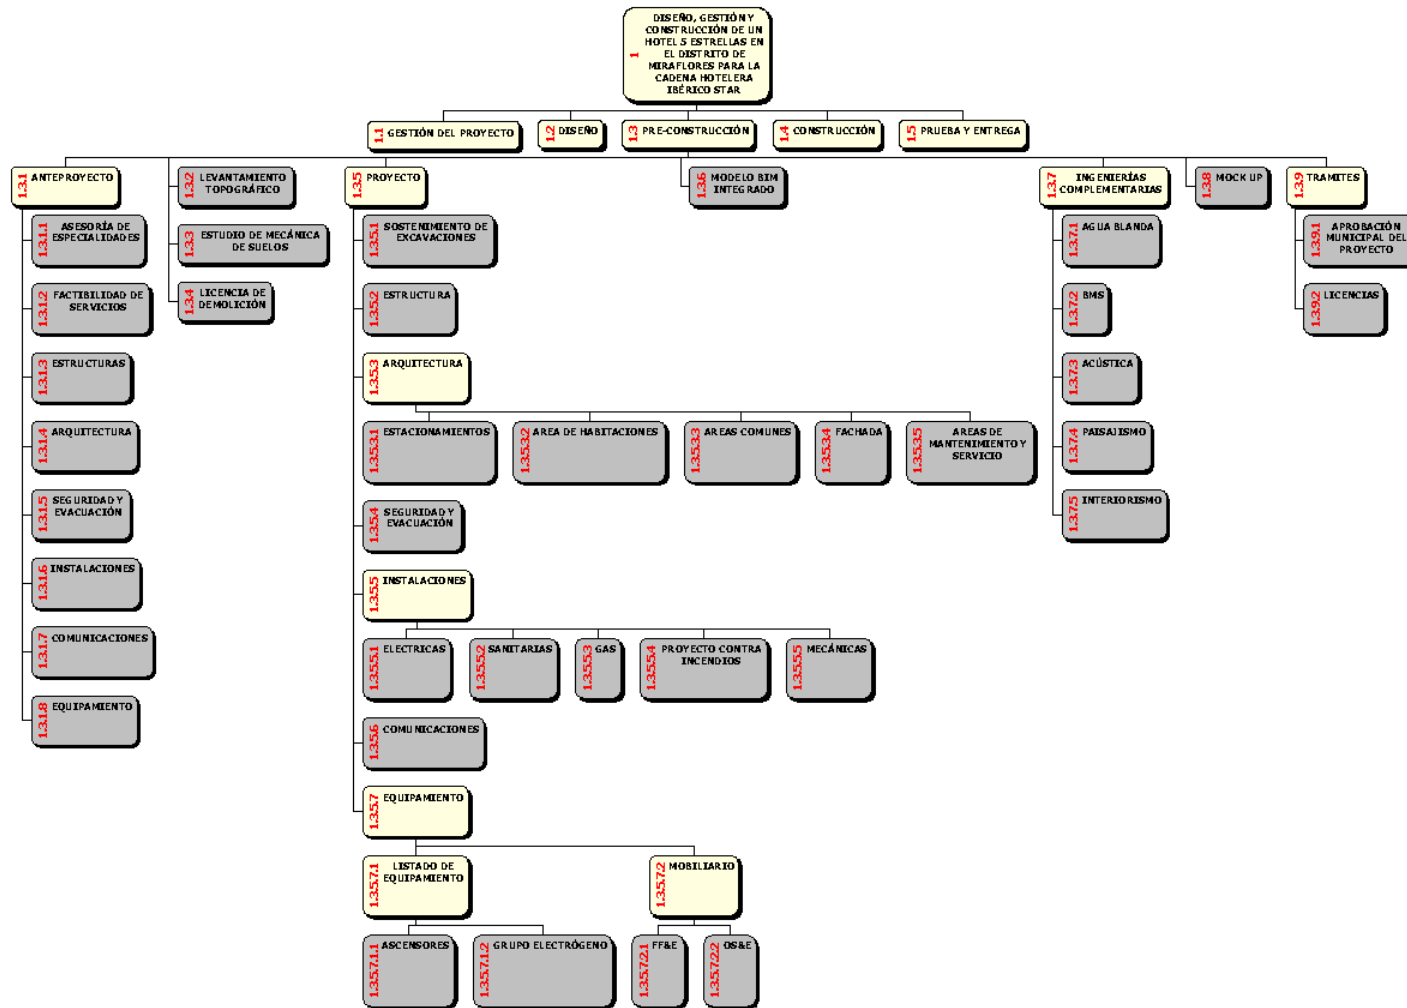 1
DISEÑO, GESTIÓN Y
CONSTRUCCIÓN DE UN
HOTEL 5 ESTRELLAS EN
EL DISTRITO DE
MIRAFLORES PARA LA
CADENA HOTELERA
IBÉRICO STAR
1.1 GESTIÓN DEL PROYECTO
1.2 DISEÑO
1.3 PRE-CONSTRUCCIÓN
1.4 CONSTRUCCIÓN
1.5 PRUEBA Y ENTREGA
1.3.1 ANTEPROYECTO
1.3.1.1 ASESORÍA DE
ESPECIALIDADES
1.3.1.2 FACTIBILIDAD DE
SERVICIOS
1.3.1.3 ESTRUCTURAS
1.3.1.4 ARQUITECTURA
1.3.1.5 SEGURIDAD Y
EVACUACIÓN
1.3.1.6 INSTALACIONES
1.3.1.7 COMUNICACIONES
1.3.1.8 EQUIPAMIENTO
1.3.2 LEVANTAMIENTO
TOPOGRÁFICO
1.3.3 ESTUDIO DE MECÁNICA
DE SUELOS
1.3.4 LICENCIA DE
DEMOLICIÓN
1.3.5 PROYECTO
1.3.5.1 SOSTENIMIENTO DE
EXCAVACIONES
1.3.5.2 ESTRUCTURA
1.3.5.3 ARQUITECTURA
1.3.5.3.1 ESTACIONAMIENTOS
1.3.5.3.2 AREA DE HABITACIONES
1.3.5.3.3 AREAS COMUNES
1.3.5.3.4 FACHADA
1.3.5.3.5 AREAS DE
MANTENIMIENTO Y
SERVICIO
1.3.5.4 SEGURIDAD Y
EVACUACIÓN
1.3.5.5 INSTALACIONES
1.3.5.5.1 ELECTRICAS
1.3.5.5.2 SANITARIAS
1.3.5.5.3 GAS
1.3.5.5.4 PROYECTO CONTRA
INCENDIOS
1.3.5.5.5 MECÁNICAS
1.3.5.6 COMUNICACIONES
1.3.5.7 EQUIPAMIENTO
1.3.5.7.1 LISTADO DE
EQUIPAMIENTO
1.3.5.7.1.1 ASCENSORES
1.3.5.7.1.2 GRUPO ELECTRÓGENO
1.3.5.7.2 MOBILIARIO
1.3.5.7.2.1 FF&E
1.3.5.7.2.2 OS&E
1.3.6 MODELO BIM
INTEGRADO
1.3.7 INGENIERÍAS
COMPLEMENTARIAS
1.3.7.1 AGUA BLANDA
1.3.7.2 BMS
1.3.7.3 ACÚSTICA
1.3.7.4 PAISAJISMO
1.3.7.5 INTERIORISMO
1.3.8 MOCK UP
1.3.9 TRAMITES
1.3.9.1 APROBACIÓN
MUNICIPAL DEL
PROYECTO
1.3.9.2 LICENCIAS